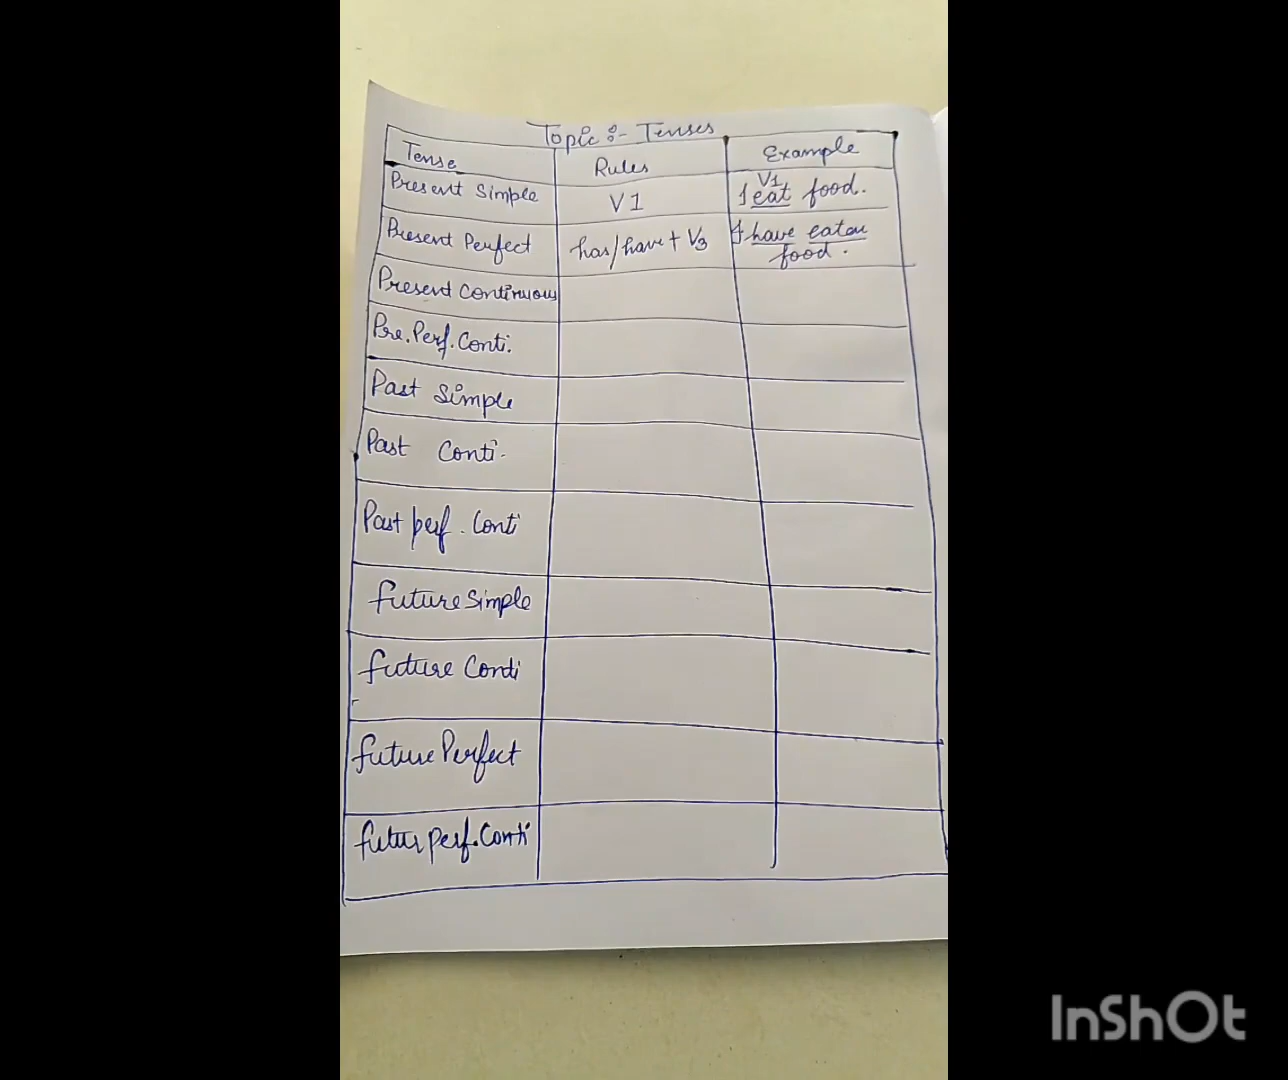 Topic :- Tenses
Tense Rules Example
Present Simple V1 V1
I eat food.
Present Perfect has/have + V3 I have eaten
food.
Present Continuous
Pre. Perf. Conti.
Past Simple
Past Conti.
Past perf. Conti
future Simple
future Conti
future Perfect
futur perf. Conti
InShOt